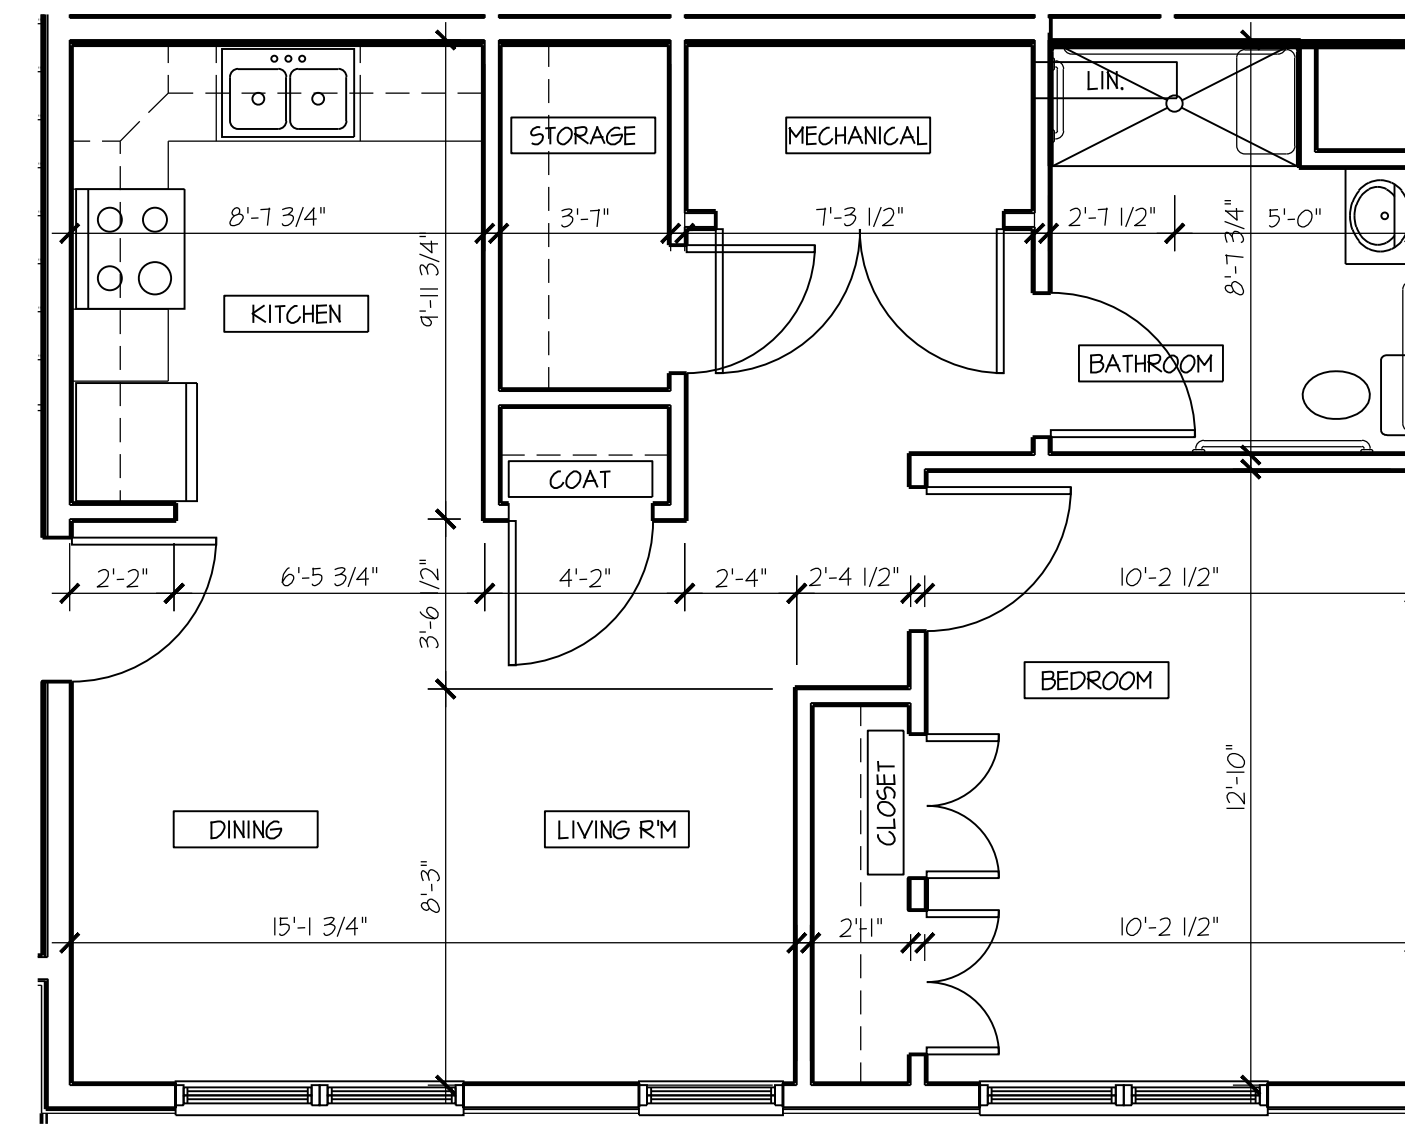 LIN.
STORAGE
MECHANICAL
8'-7 3/4"
3'-7"
7'-3 1/2"
2'-7 1/2"
5'-0"
9'-11 3/4"
8'-7 3/4"
KITCHEN
BATHROOM
COAT
2'-2"
6'-5 3/4"
4'-2"
2'-4"
2'-4 1/2"
10'-2 1/2"
3'-6 1/2"
BEDROOM
CLOSET
12'-10"
DINING
LIVING R'M
8'-3"
15'-1 3/4"
2'-1"
10'-2 1/2"